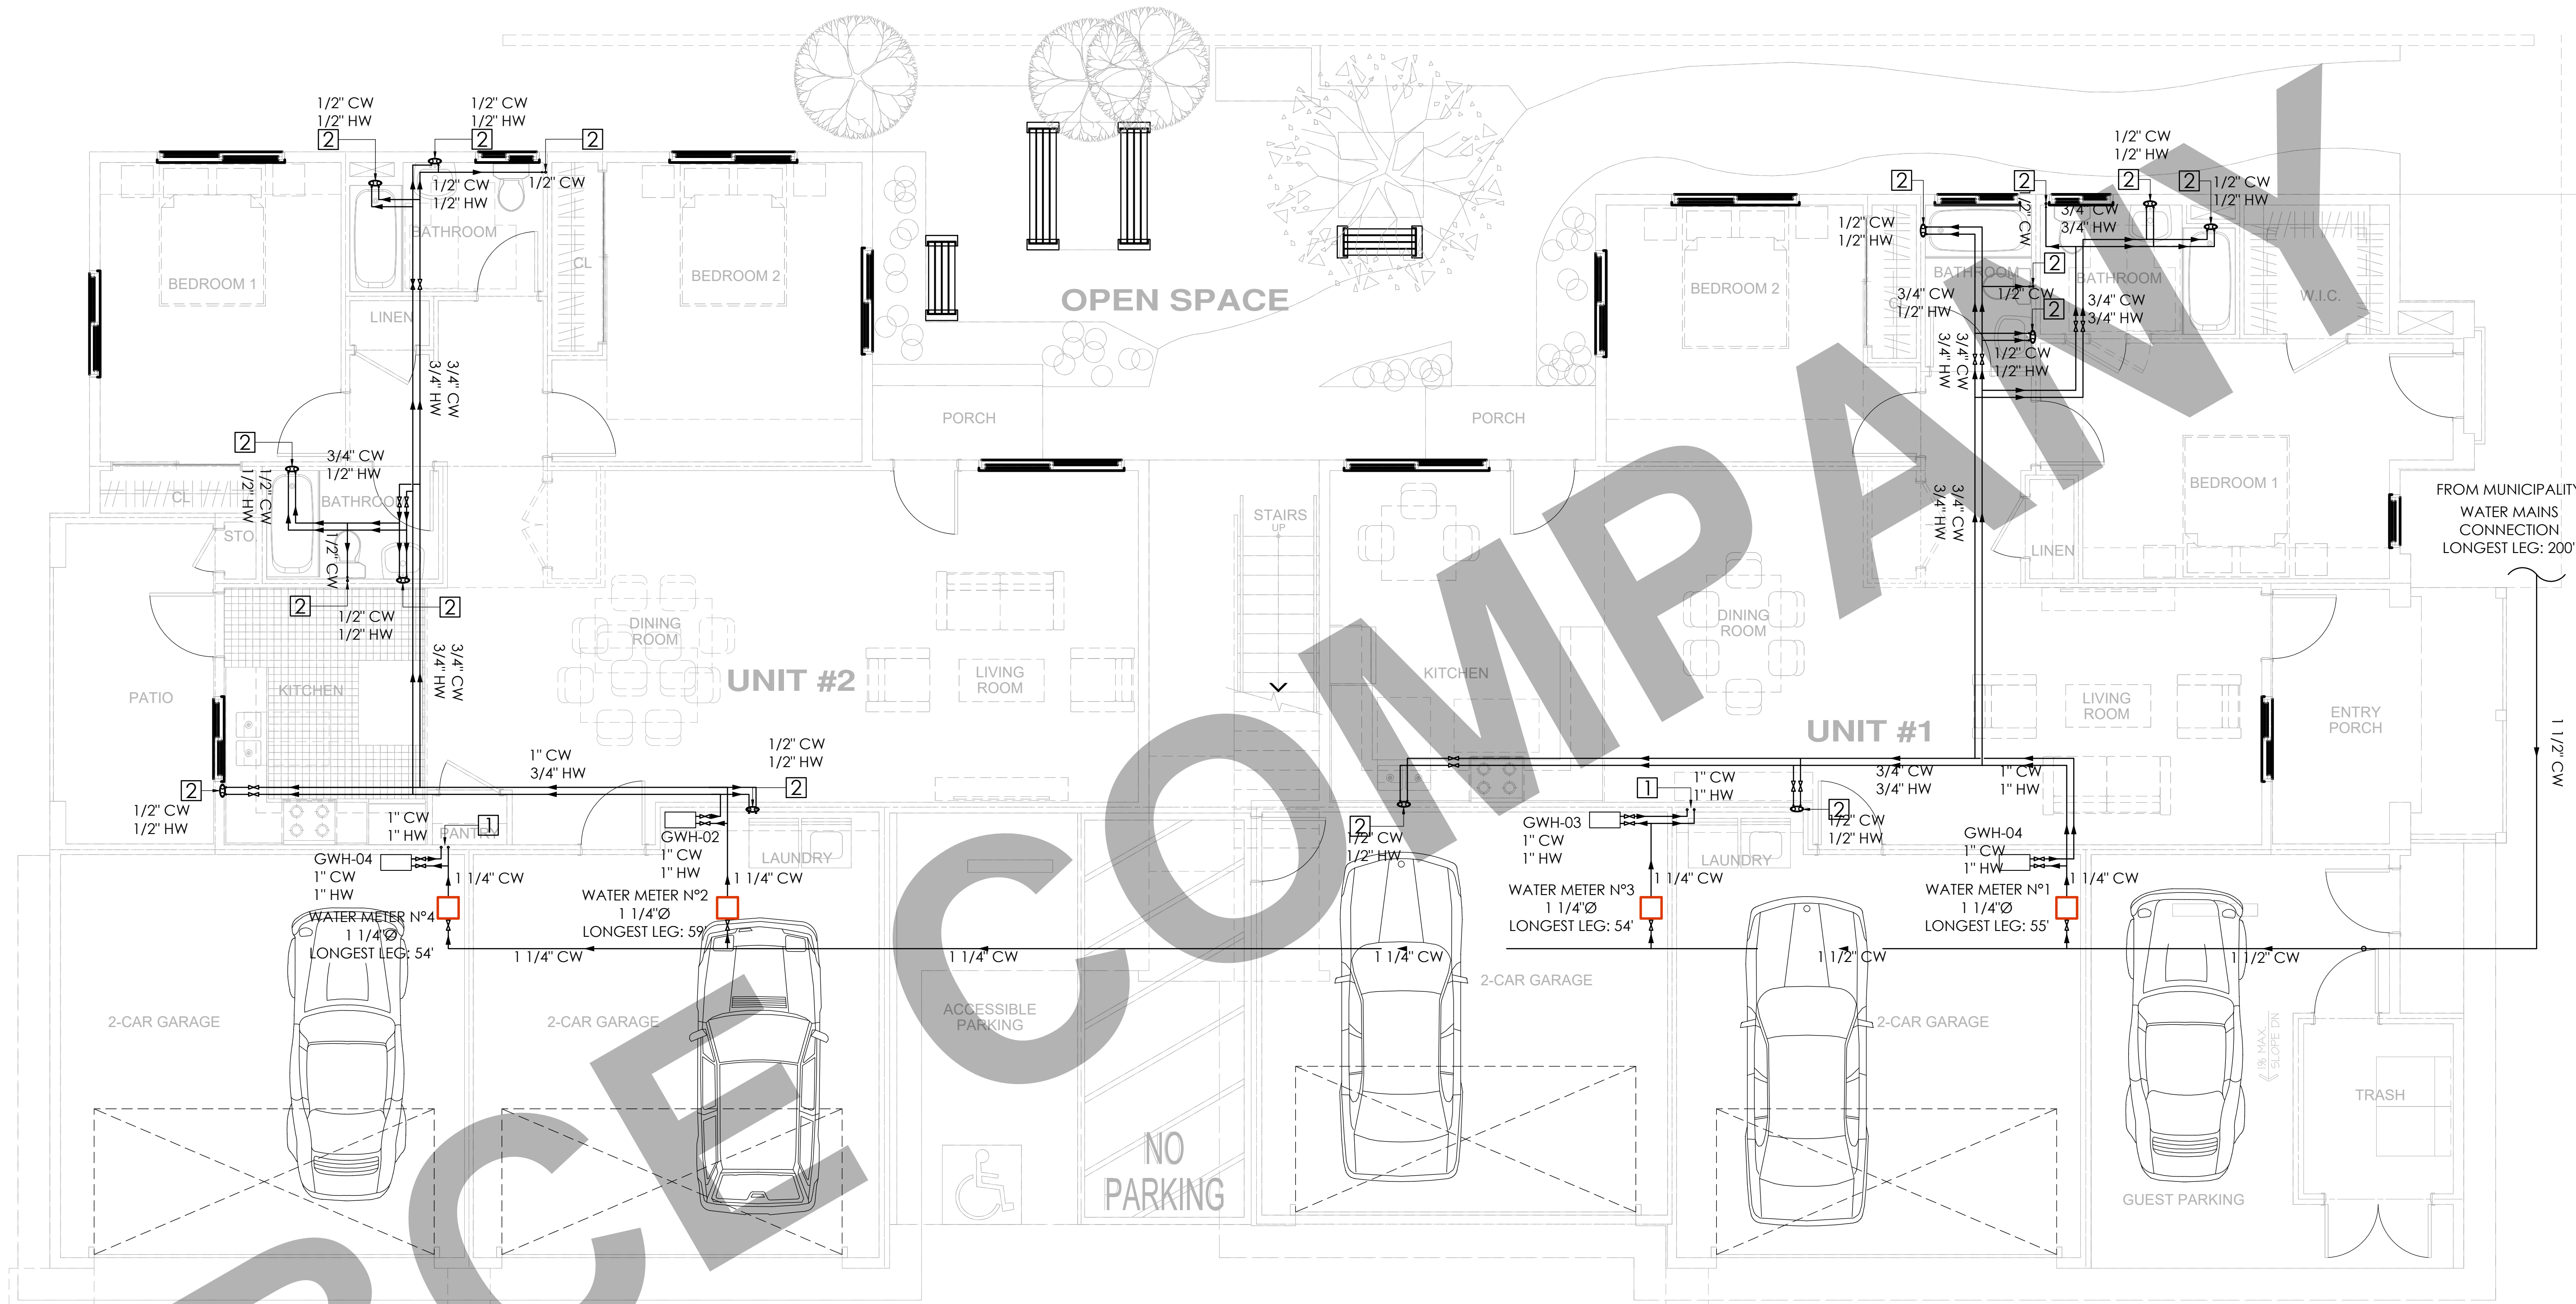 1/2" CW
1/2" HW
2
1/2" CW
1/2" HW
2
2
1/2" CW
1/2" HW
1/2" CW
BATHROOM
BEDROOM 1
CL
BEDROOM 2
LINEN
3/4" CW
3/4" HW
2
3/4" CW
1/2" HW
1/2" CW
1/2" HW
CL
BATHROOM
STO.
1/2" CW
2
1/2" CW
1/2" HW
2
3/4" CW
3/4" HW
PATIO
KITCHEN
DINING
ROOM
UNIT #2
LIVING
ROOM
1" CW
3/4" HW
1/2" CW
1/2" HW
2
2
1/2" CW
1/2" HW
1" CW
1" HW
1
PANTRY
GWH-04
1" CW
1" HW
1 1/4" CW
WATER METER Nº4
1 1/4"Ø
LONGEST LEG: 54'
GWH-02
1" CW
1" HW
LAUNDRY
1 1/4" CW
WATER METER Nº2
1 1/4"Ø
LONGEST LEG: 59'
1 1/4" CW
1 1/4" CW
2-CAR GARAGE
2-CAR GARAGE
ACCESSIBLE
PARKING
NO
PARKING
OPEN SPACE
PORCH
PORCH
STAIRS
UP
2
2
2
2
1/2" CW
1/2" HW
1/2" CW
1/2" HW
1/2" CW
3/4" CW
3/4" HW
1/2" CW
1/2" HW
BEDROOM 2
CL
BATHROOM
2
1/2" CW
BATHROOM
W.I.C.
3/4" CW
1/2" HW
2
3/4" CW
3/4" HW
3/4" CW
3/4" HW
1/2" CW
1/2" HW
BEDROOM 1
3/4" CW
3/4" HW
LINEN
FROM MUNICIPALITY
WATER MAINS
CONNECTION
LONGEST LEG: 200'
1 1/2" CW
DINING
ROOM
KITCHEN
UNIT #1
LIVING
ROOM
ENTRY
PORCH
3/4" CW
3/4" HW
1" CW
1" HW
1
1" CW
1" HW
2
1/2" CW
1/2" HW
2
1/2" CW
1/2" HW
GWH-03
1" CW
1" HW
LAUNDRY
1 1/4" CW
WATER METER Nº3
1 1/4"Ø
LONGEST LEG: 54'
GWH-04
1" CW
1" HW
1 1/4" CW
WATER METER Nº1
1 1/4"Ø
LONGEST LEG: 55'
1 1/4" CW
1 1/2" CW
1 1/2" CW
2-CAR GARAGE
2-CAR GARAGE
1% MAX.
SLOPE DN
TRASH
GUEST PARKING
CE COMPANY